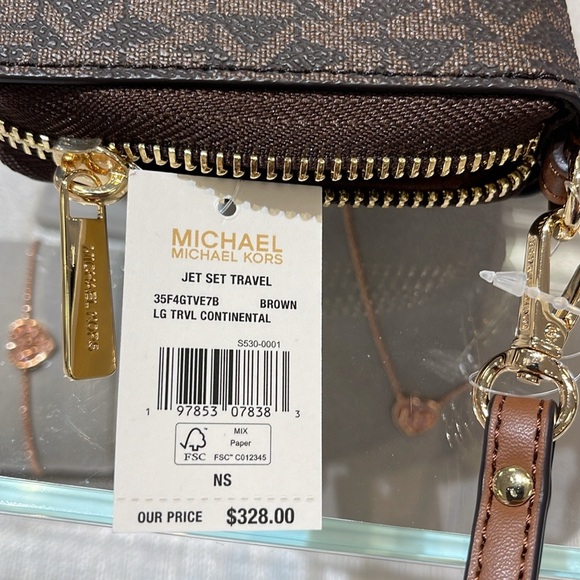 MICHAEL
MICHAEL KORS
JET SET TRAVEL
35F4GTVE7B BROWN
LG TRVL CONTINENTAL
S530-0001
1 97853 07838 3
FSC
MIX
Paper
FSC™ C012345
NS
OUR PRICE $328.00
MICHAEL KORS